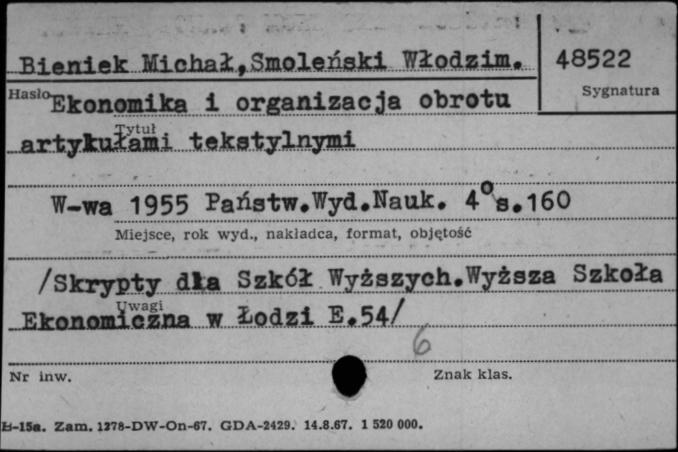 Bieniek Michał,Smoleński Włodzim. 48522
Hasło Sygnatura
Ekonomika i organizacja obrotu
Tytuł
artykułami tekstylnymi
W-wa 1955 Państw.Wyd.Nauk. 4° s.160
Miejsce, rok wyd., nakładca, format, objętość
/Skrypty dla Szkół Wyższych.Wyższa Szkoła
Uwagi
Ekonomiczna w Łodzi E.54/
6
Nr inw. Znak klas.
B-15a. Zam. 1278-DW-On-67. GDA-2429. 14.8.67. 1 520 000.